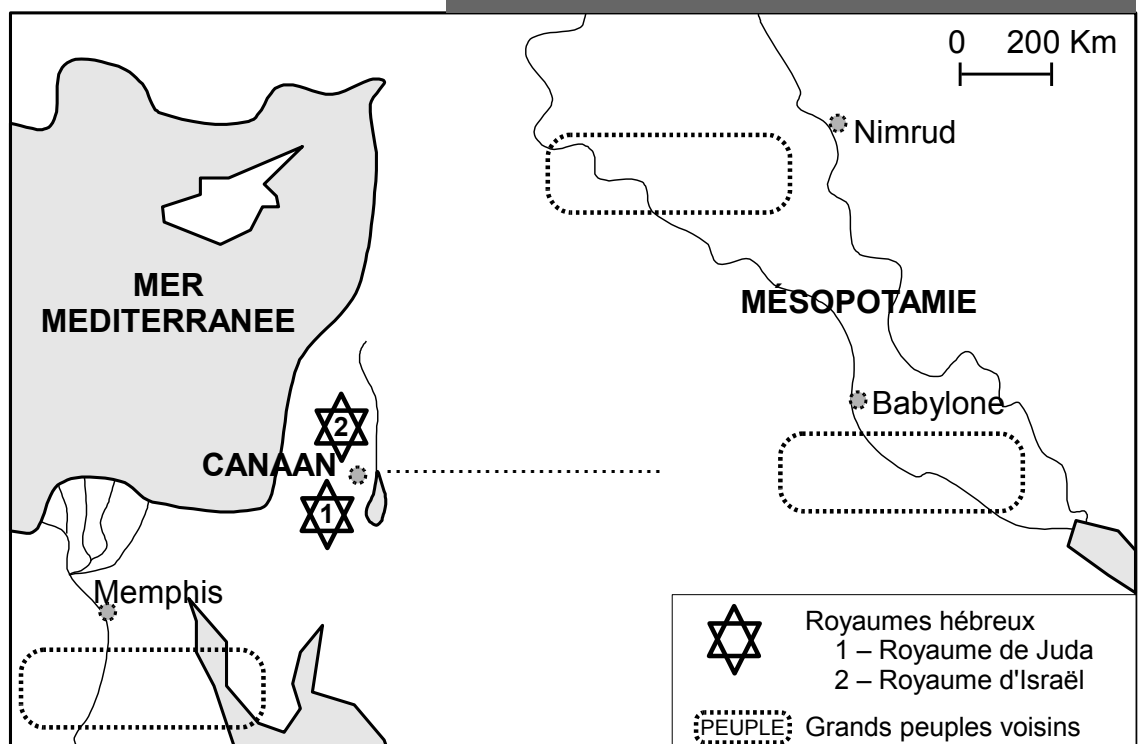 0 200 Km
Nimrud
MER
MEDITERRANEE
MÉSOPOTAMIE
Babylone
2
CANAAN
1
Memphis
Royaumes hébreux
1 – Royaume de Juda
2 – Royaume d'Israël
PEUPLE Grands peuples voisins